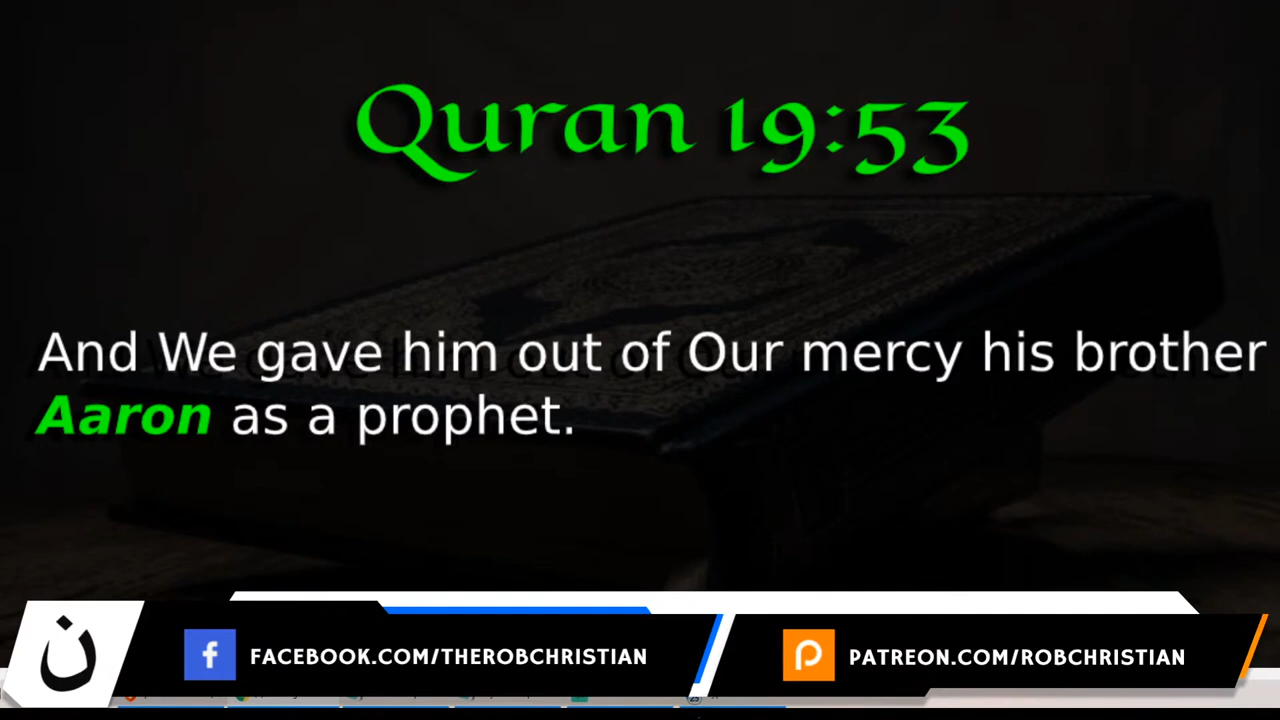 Quran 19:53
And We gave him out of Our mercy his brother
Aaron as a prophet.
ن
FACEBOOK.COM/THEROBCHRISTIAN
PATREON.COM/ROBCHRISTIAN